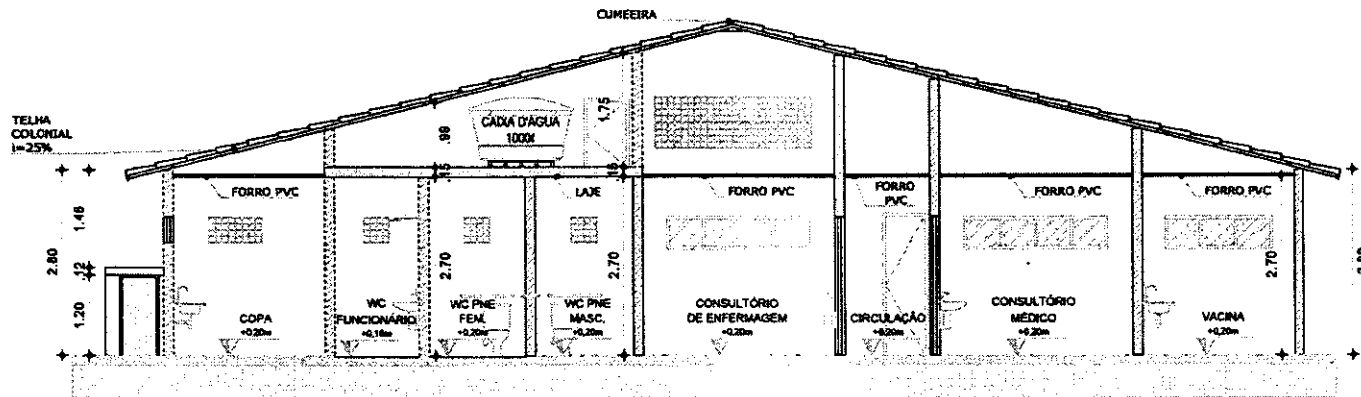 CUMEEIRA
TELHA
COLONIAL
i=25%
CAIXA D'ÁGUA
1000ℓ
.99
1.75
.15
.15
FORRO PVC
LAJE
FORRO PVC
FORRO
PVC
FORRO PVC
FORRO PVC
2.80
1.48
.12
1.20
2.70
2.70
2.70
COPA
+0,20m
WC
FUNCIONÁRIO
+0,18m
WC PNE
FEM.
+0,20m
WC PNE
MASC.
+0,20m
CONSULTÓRIO
DE ENFERMAGEM
+0,20m
CIRCULAÇÃO
+0,20m
CONSULTÓRIO
MÉDICO
+0,20m
VACINA
+0,20m